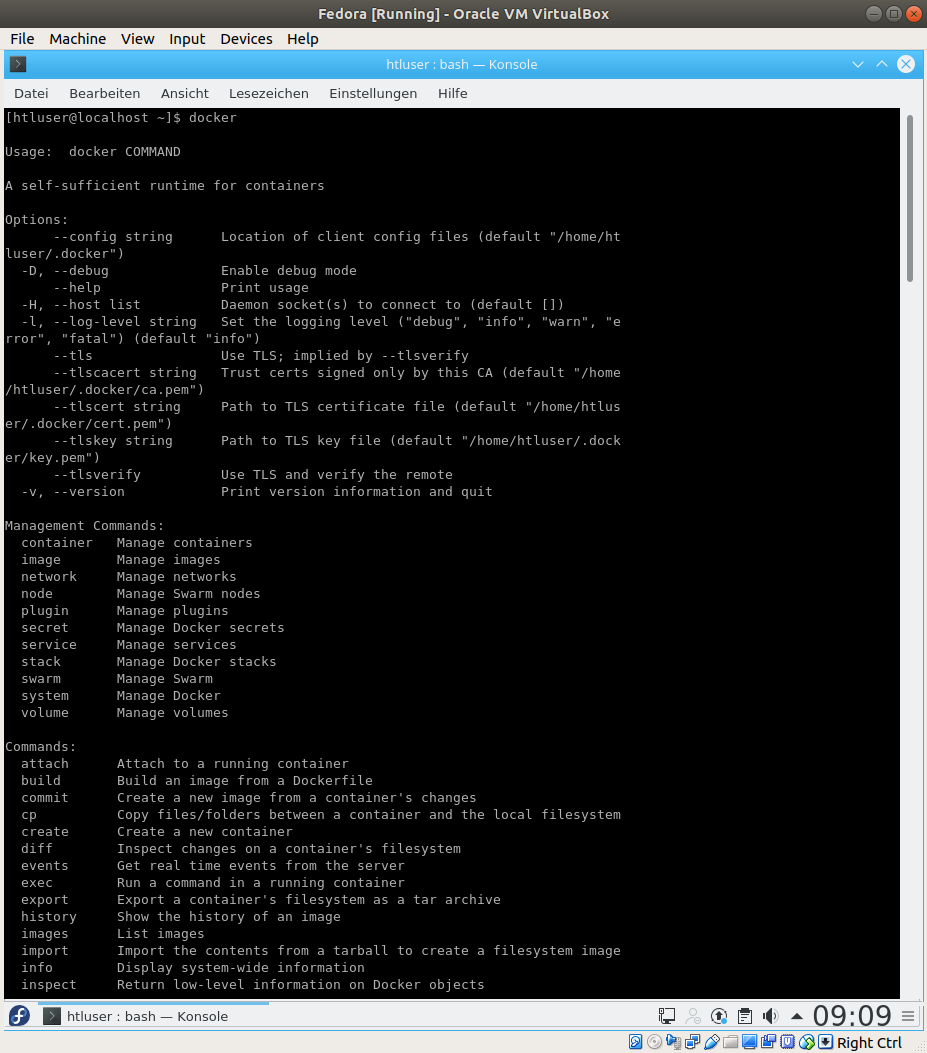 Fedora [Running] - Oracle VM VirtualBox
File Machine View Input Devices Help
htluser : bash — Konsole
Datei Bearbeiten Ansicht Lesezeichen Einstellungen Hilfe
[htluser@localhost ~]$ docker
Usage:  docker COMMAND
A self-sufficient runtime for containers
Options:
      --config string      Location of client config files (default "/home/ht
luser/.docker")
  -D, --debug              Enable debug mode
      --help               Print usage
  -H, --host list          Daemon socket(s) to connect to (default [])
  -l, --log-level string   Set the logging level ("debug", "info", "warn", "e
rror", "fatal") (default "info")
      --tls                Use TLS; implied by --tlsverify
      --tlscacert string   Trust certs signed only by this CA (default "/home
/htluser/.docker/ca.pem")
      --tlscert string     Path to TLS certificate file (default "/home/htlus
er/.docker/cert.pem")
      --tlskey string      Path to TLS key file (default "/home/htluser/.dock
er/key.pem")
      --tlsverify          Use TLS and verify the remote
  -v, --version            Print version information and quit
Management Commands:
  container   Manage containers
  image       Manage images
  network     Manage networks
  node        Manage Swarm nodes
  plugin      Manage plugins
  secret      Manage Docker secrets
  service     Manage services
  stack       Manage Docker stacks
  swarm       Manage Swarm
  system      Manage Docker
  volume      Manage volumes
Commands:
  attach      Attach to a running container
  build       Build an image from a Dockerfile
  commit      Create a new image from a container's changes
  cp          Copy files/folders between a container and the local filesystem
  create      Create a new container
  diff        Inspect changes on a container's filesystem
  events      Get real time events from the server
  exec        Run a command in a running container
  export      Export a container's filesystem as a tar archive
  history     Show the history of an image
  images      List images
  import      Import the contents from a tarball to create a filesystem image
  info        Display system-wide information
  inspect     Return low-level information on Docker objects
htluser : bash — Konsole
09:09
Right Ctrl